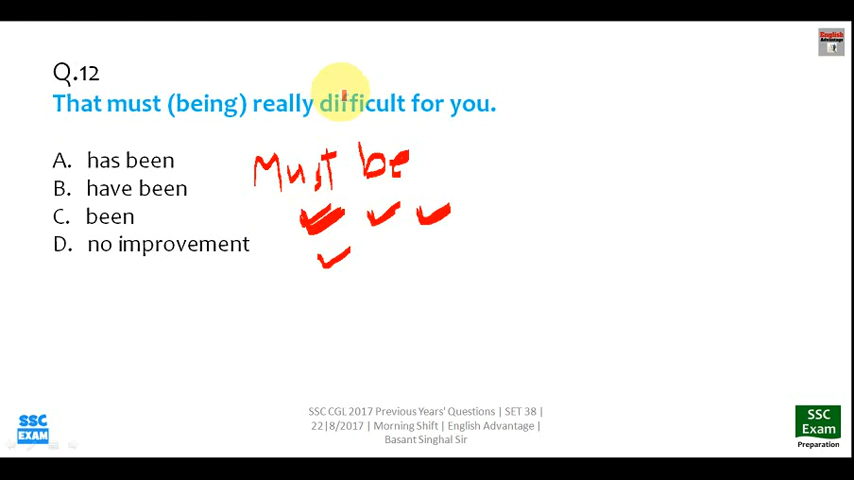 English
Advantage
Q.12
That must (being) really difficult for you.
A. has been
Must be
B. have been
C. been
D. no improvement
SSC CGL 2017 Previous Years' Questions | SET 38 |
22|8/2017 | Morning Shift | English Advantage |
Basant Singhal Sir
SSC
EXAM
SSC
Exam
Preparation